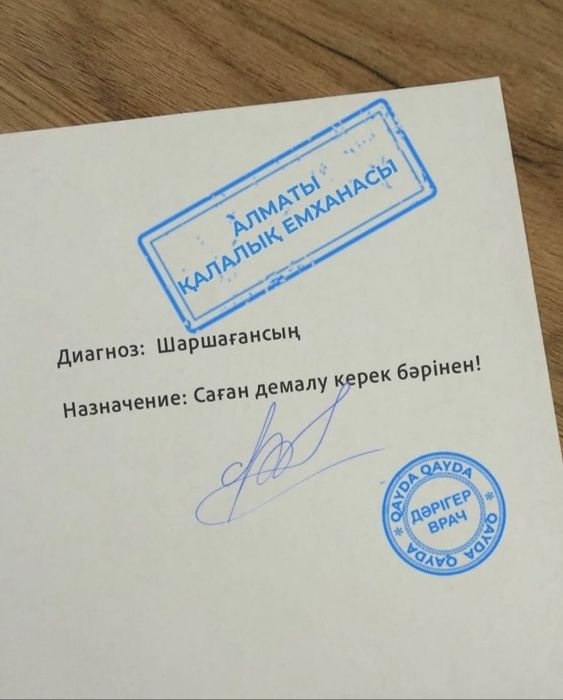 АЛМАТЫ
ҚАЛАЛЫҚ ЕМХАНАСЫ
Диагноз: Шаршағансың
Назначение: Саған демалу керек бәрінен!
* QAYDA QAYDA * QAYDA QAYDA
ДӘРІГЕР
ВРАЧ